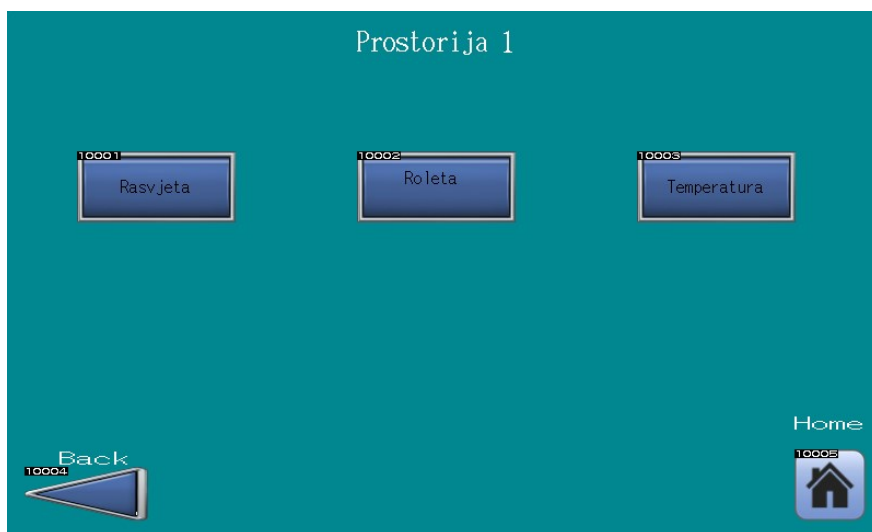 Prostorija 1
10001
Rasvjeta
10002
Roleta
10003
Temperatura
Home
Back
10004
10005